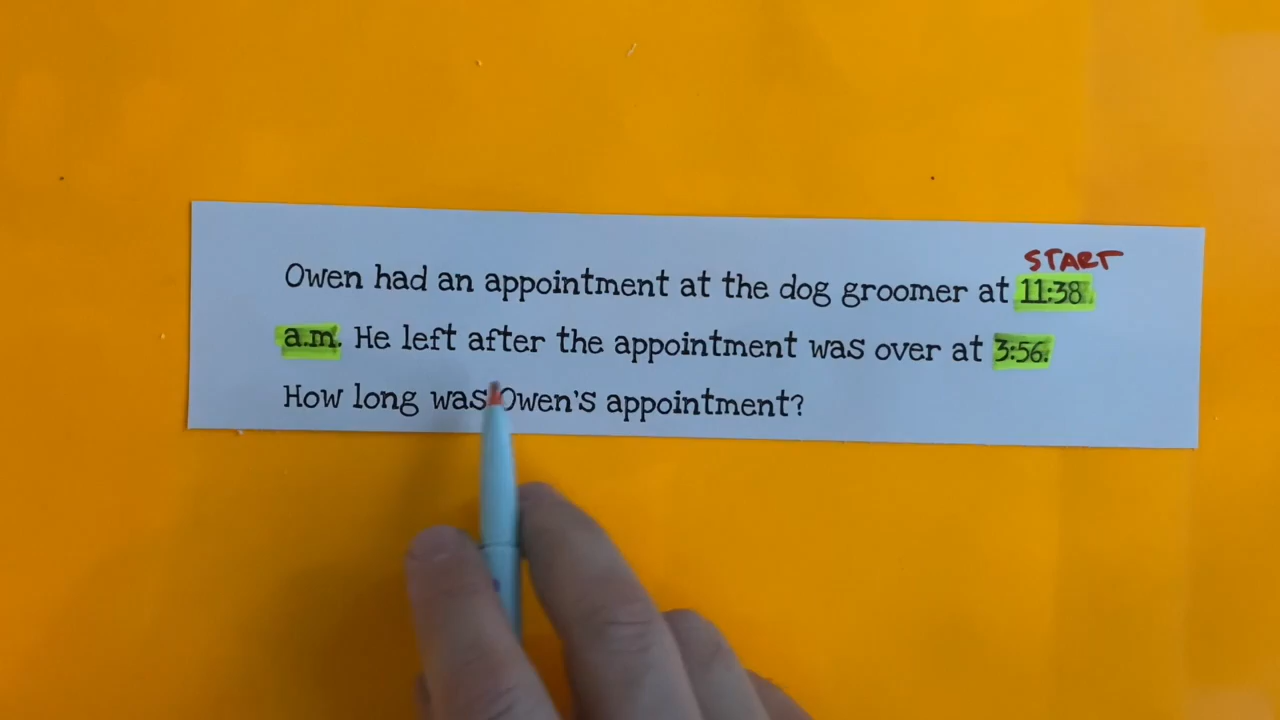 START
Owen had an appointment at the dog groomer at 11:38
a.m. He left after the appointment was over at 3:56.
How long was Owen's appointment?